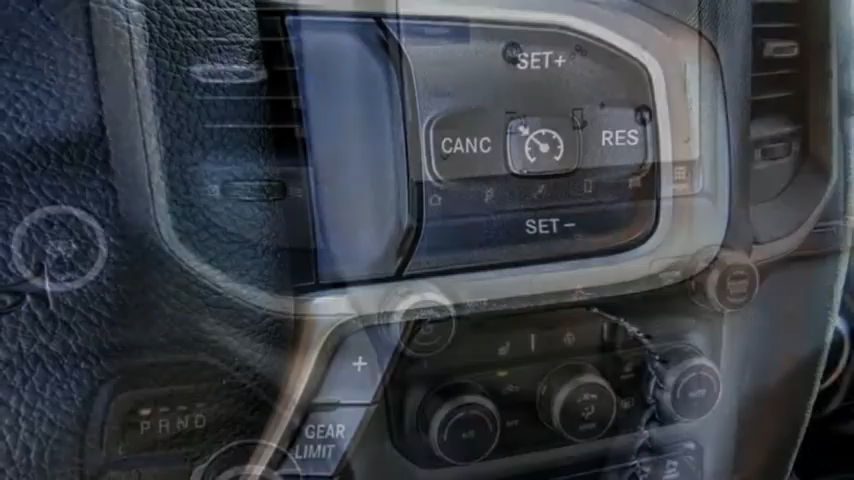 SET+
CANC
RES
SET−
+
GEAR
LIMIT
PRND